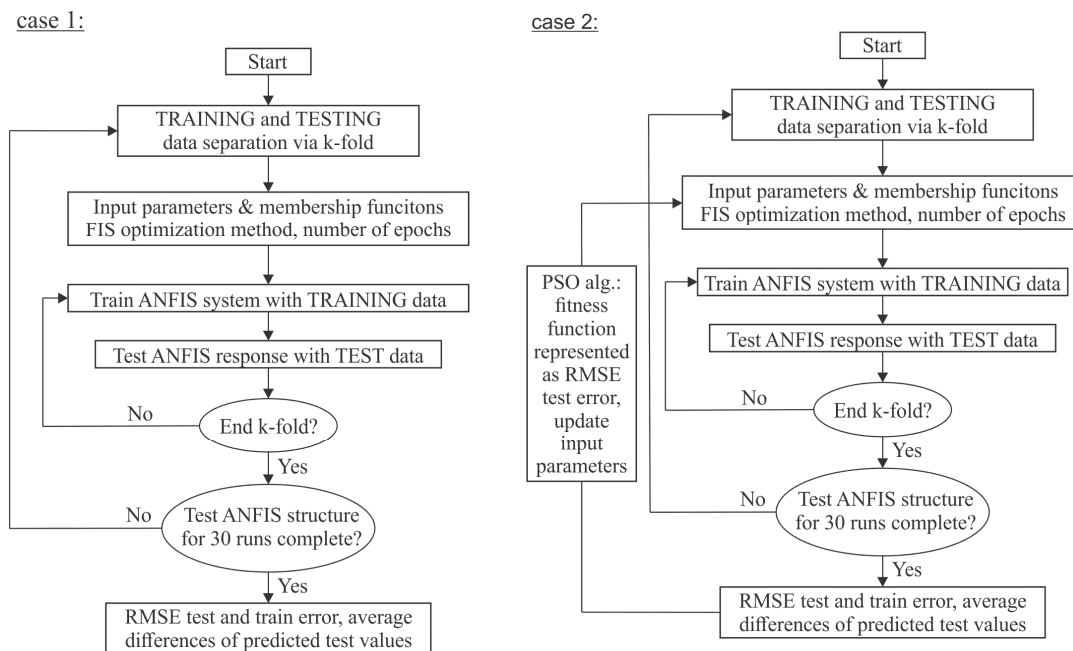 case 1:
Start
TRAINING and TESTING
data separation via k-fold
Input parameters & membership funcitons
FIS optimization method, number of epochs
Train ANFIS system with TRAINING data
Test ANFIS response with TEST data
No
End k-fold?
Yes
No
Test ANFIS structure
for 30 runs complete?
Yes
RMSE test and train error, average
differences of predicted test values
case 2:
Start
TRAINING and TESTING
data separation via k-fold
Input parameters & membership funcitons
FIS optimization method, number of epochs
PSO alg.:
fitness
function
represented
as RMSE
test error,
update
input
parameters
Train ANFIS system with TRAINING data
Test ANFIS response with TEST data
No
End k-fold?
Yes
No
Test ANFIS structure
for 30 runs complete?
Yes
RMSE test and train error, average
differences of predicted test values